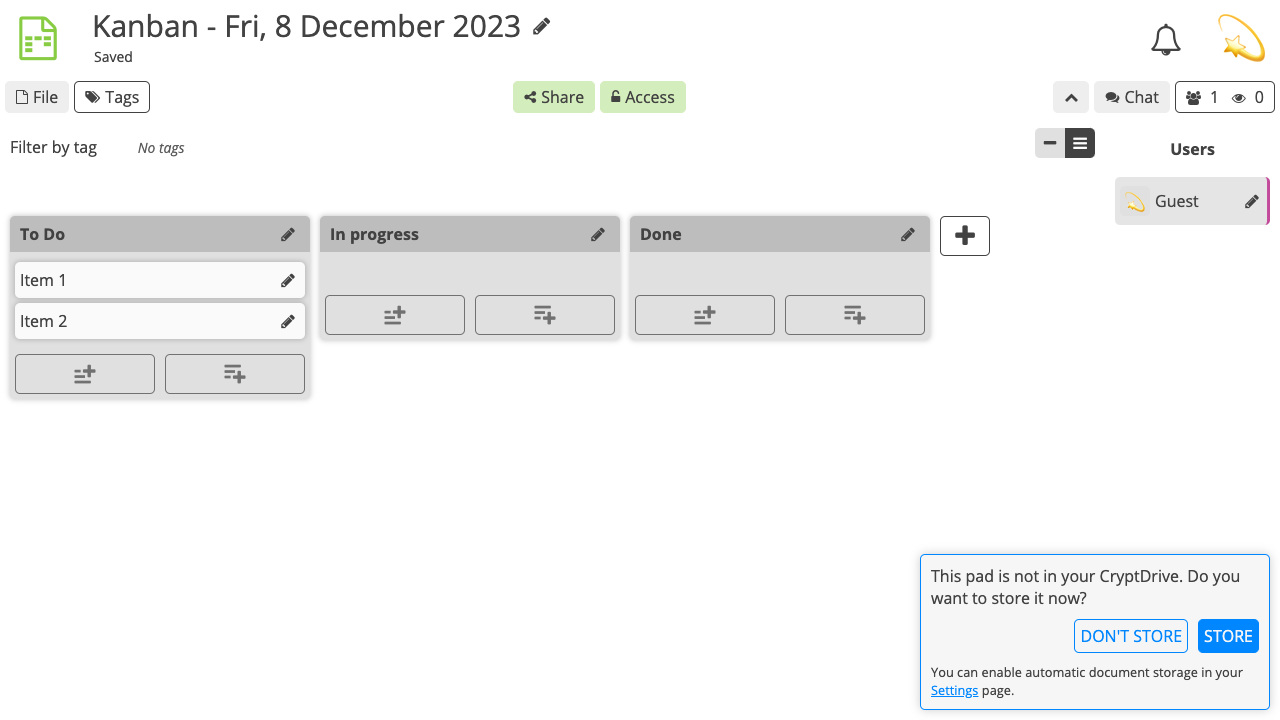 Kanban - Fri, 8 December 2023
Saved
File
Tags
Share
Access
Chat
1
0
Filter by tag
No tags
Users
Guest
To Do
In progress
Done
Item 1
Item 2
This pad is not in your CryptDrive. Do you
want to store it now?
DON'T STORE
STORE
You can enable automatic document storage in your
Settings page.